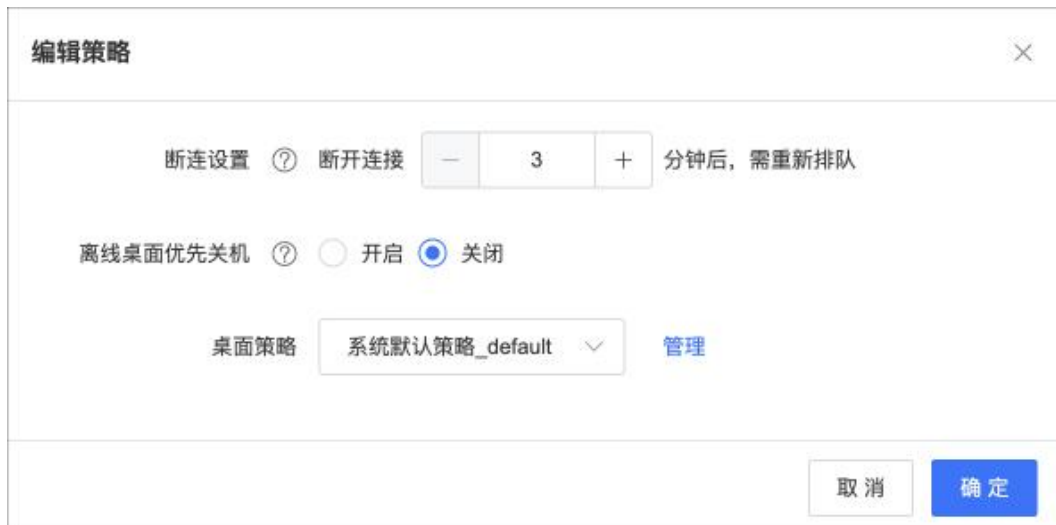 编辑策略
断连设置 ? 断开连接 — 3 + 分钟后，需重新排队
离线桌面优先关机 ? 开启 关闭
桌面策略 系统默认策略_default 管理
取消 确定